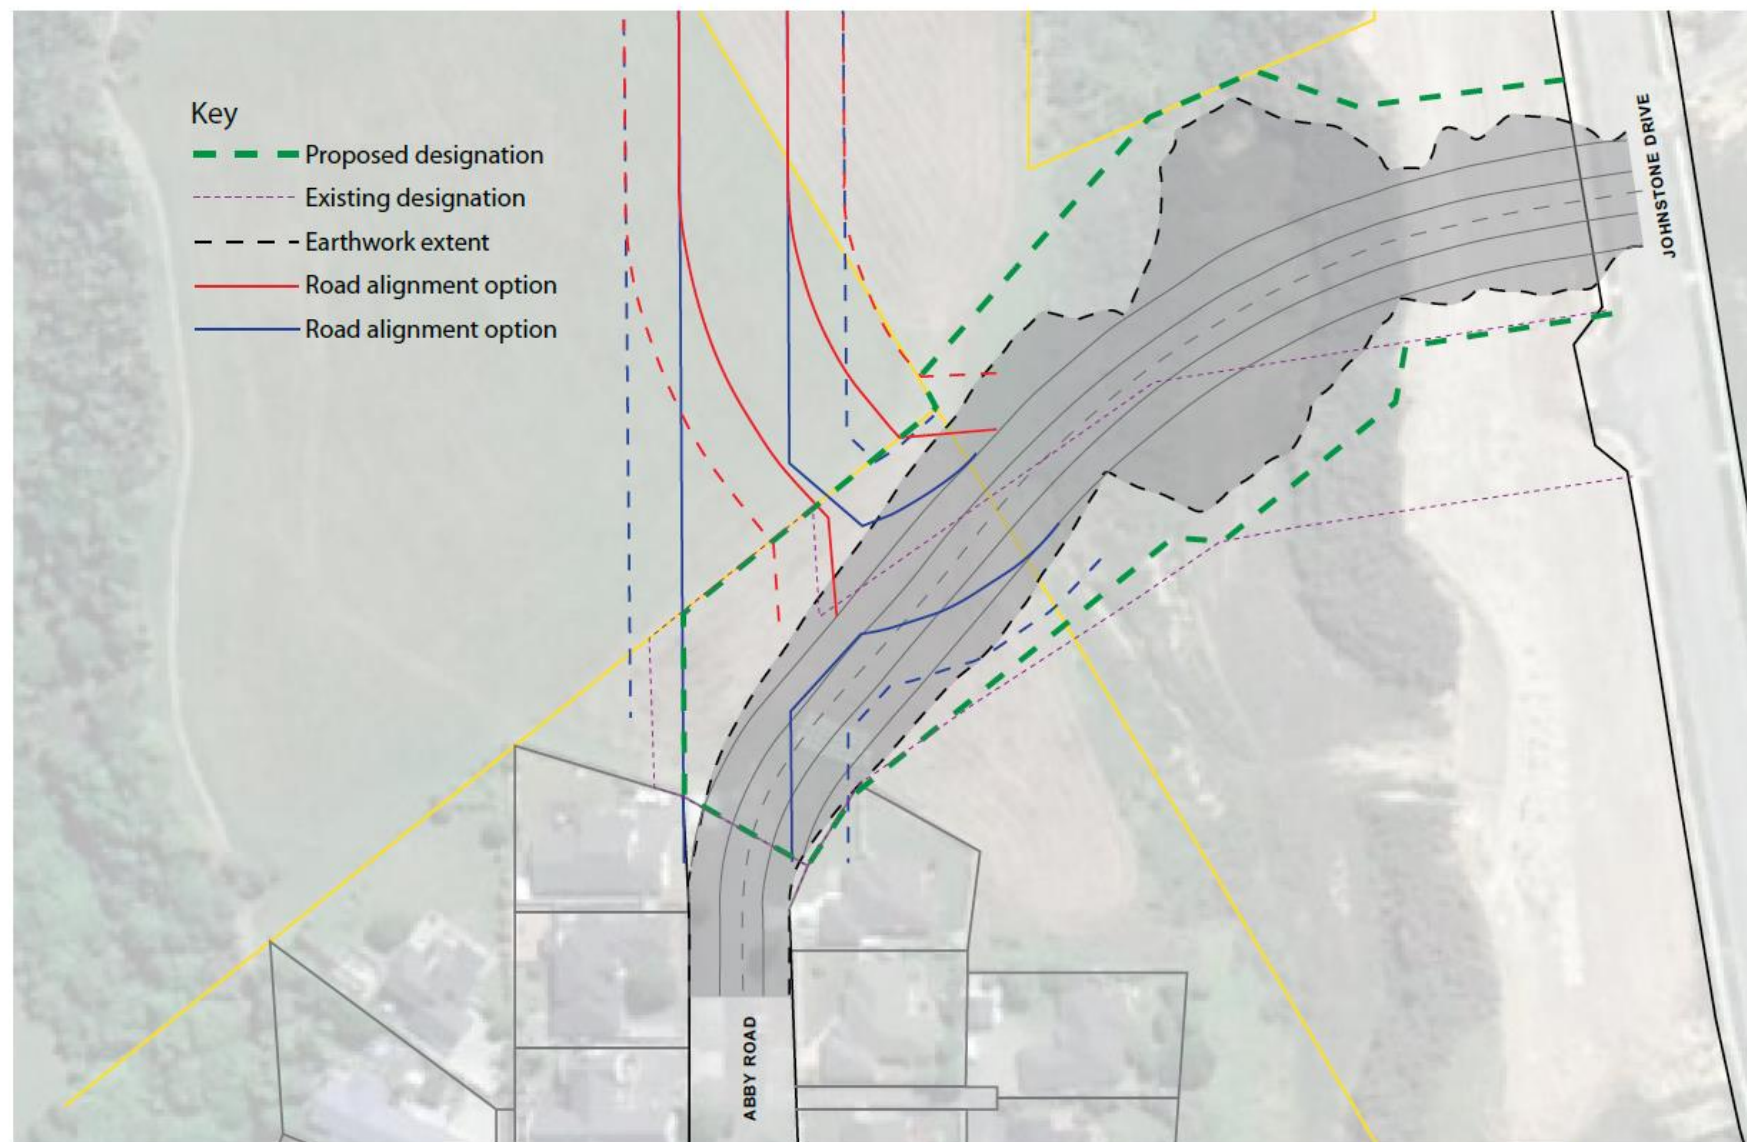 Key
Proposed designation
Existing designation
Earthwork extent
Road alignment option
Road alignment option
JOHNSTONE DRIVE
ABBY ROAD